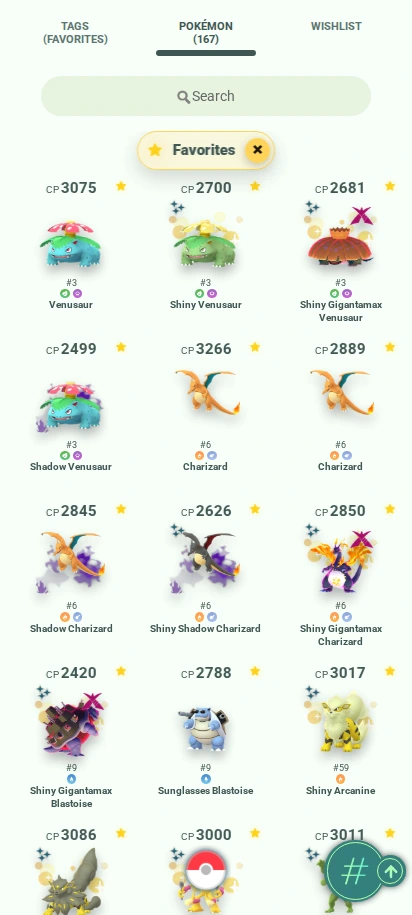 TAGS
(FAVORITES)
POKÉMON
(167)
WISHLIST
Search
Favorites
CP3075
CP2700
CP2681
#3
#3
#3
Venusaur
Shiny Venusaur
Shiny Gigantamax
Venusaur
CP2499
CP3266
CP2889
#3
#6
#6
Shadow Venusaur
Charizard
Charizard
CP2845
CP2626
CP2850
#6
#6
#6
Shadow Charizard
Shiny Shadow Charizard
Shiny Gigantamax
Charizard
CP2420
CP2788
CP3017
#9
#9
#59
Shiny Gigantamax
Blastoise
Sunglasses Blastoise
Shiny Arcanine
CP3086
CP3000
CP3011
#